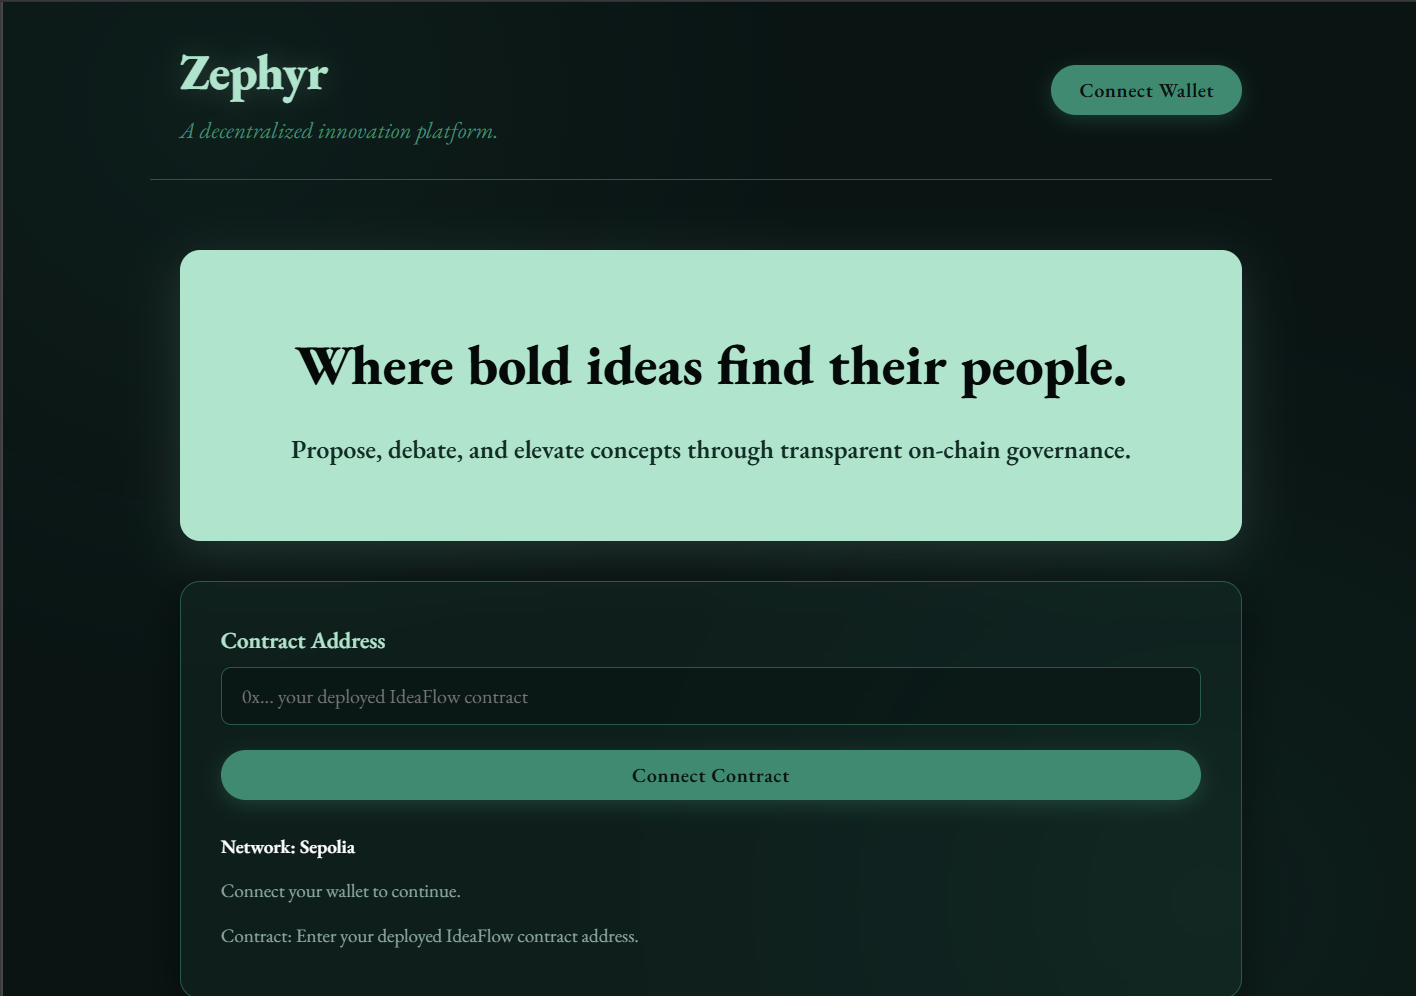 Zephyr
A decentralized innovation platform.
Connect Wallet
Where bold ideas find their people.
Propose, debate, and elevate concepts through transparent on-chain governance.
Contract Address
0x... your deployed IdeaFlow contract
Connect Contract
Network: Sepolia
Connect your wallet to continue.
Contract: Enter your deployed IdeaFlow contract address.